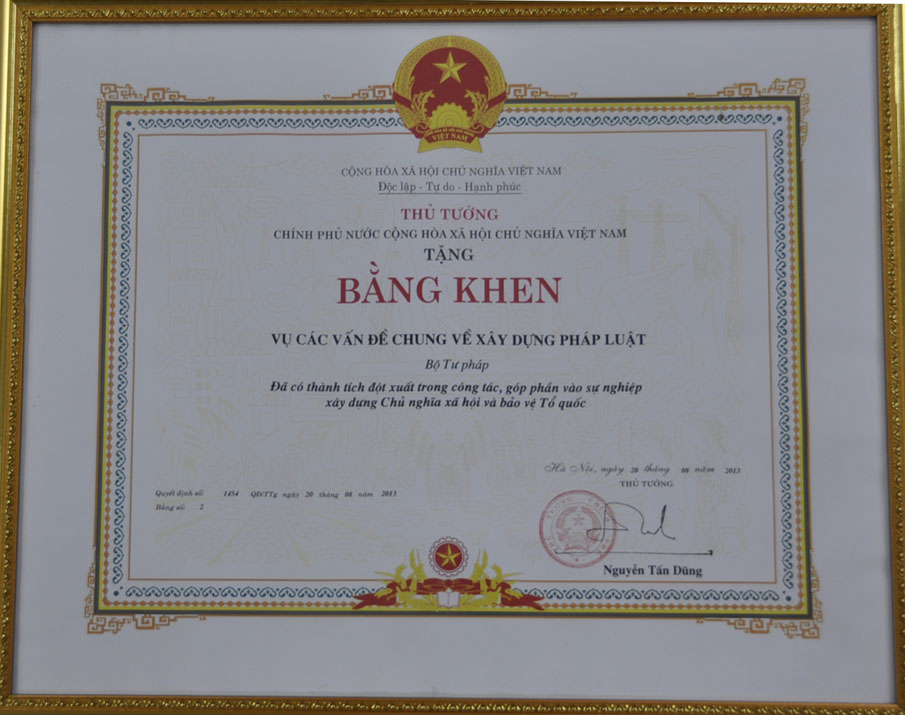 VIỆT NAM
CỘNG HÒA XÃ HỘI CHỦ NGHĨA VIỆT NAM
Độc lập - Tự do - Hạnh phúc
THỦ TƯỚNG
CHÍNH PHỦ NƯỚC CỘNG HÒA XÃ HỘI CHỦ NGHĨA VIỆT NAM
TẶNG
BẰNG KHEN
VỤ CÁC VẤN ĐỀ CHUNG VỀ XÂY DỰNG PHÁP LUẬT
Bộ Tư pháp
Đã có thành tích đột xuất trong công tác, góp phần vào sự nghiệp
xây dựng Chủ nghĩa xã hội và bảo vệ Tổ quốc
Hà Nội, ngày 20 tháng 08 năm 2013
THỦ TƯỚNG
Quyết định số 1454 QĐ/TTg ngày 20 tháng 08 năm 2013
Bằng số 2
Nguyễn Tấn Dũng